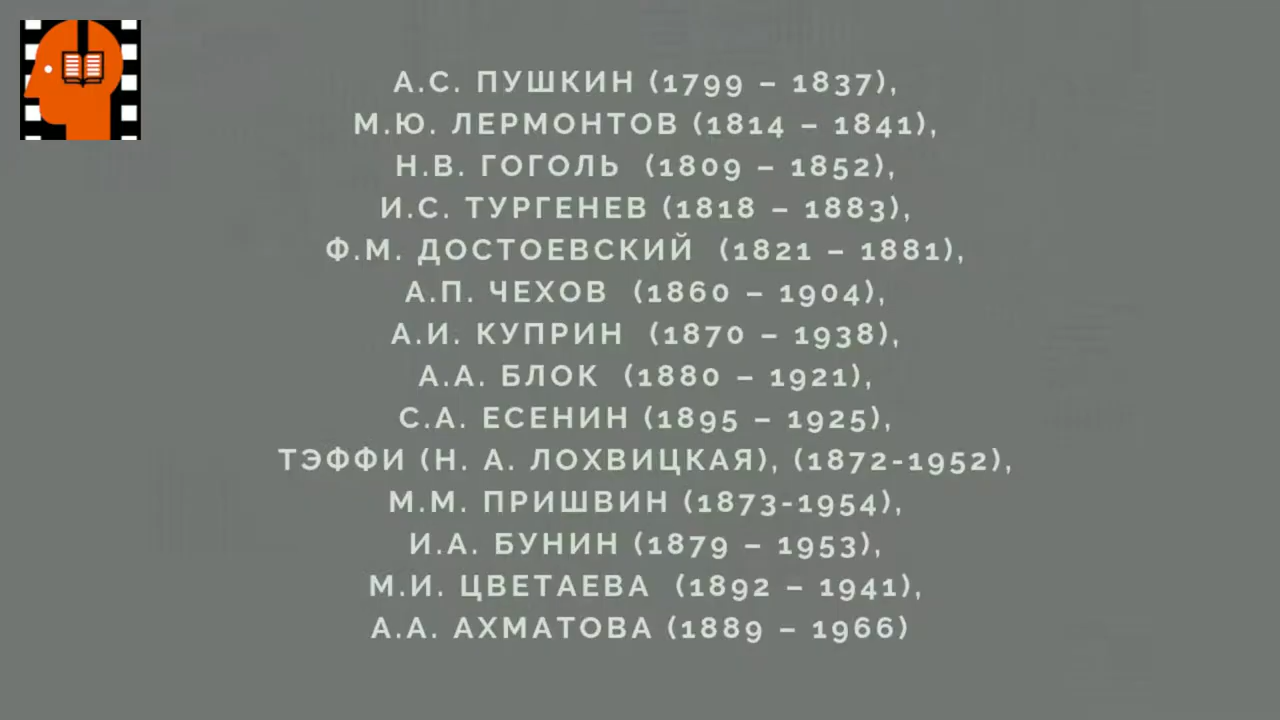 А.С. ПУШКИН (1799 – 1837),
М.Ю. ЛЕРМОНТОВ (1814 – 1841),
Н.В. ГОГОЛЬ (1809 – 1852),
И.С. ТУРГЕНЕВ (1818 – 1883),
Ф.М. ДОСТОЕВСКИЙ (1821 – 1881),
А.П. ЧЕХОВ (1860 – 1904),
А.И. КУПРИН (1870 – 1938),
А.А. БЛОК (1880 – 1921),
С.А. ЕСЕНИН (1895 – 1925),
ТЭФФИ (Н. А. ЛОХВИЦКАЯ), (1872-1952),
М.М. ПРИШВИН (1873-1954),
И.А. БУНИН (1879 – 1953),
М.И. ЦВЕТАЕВА (1892 – 1941),
А.А. АХМАТОВА (1889 – 1966)